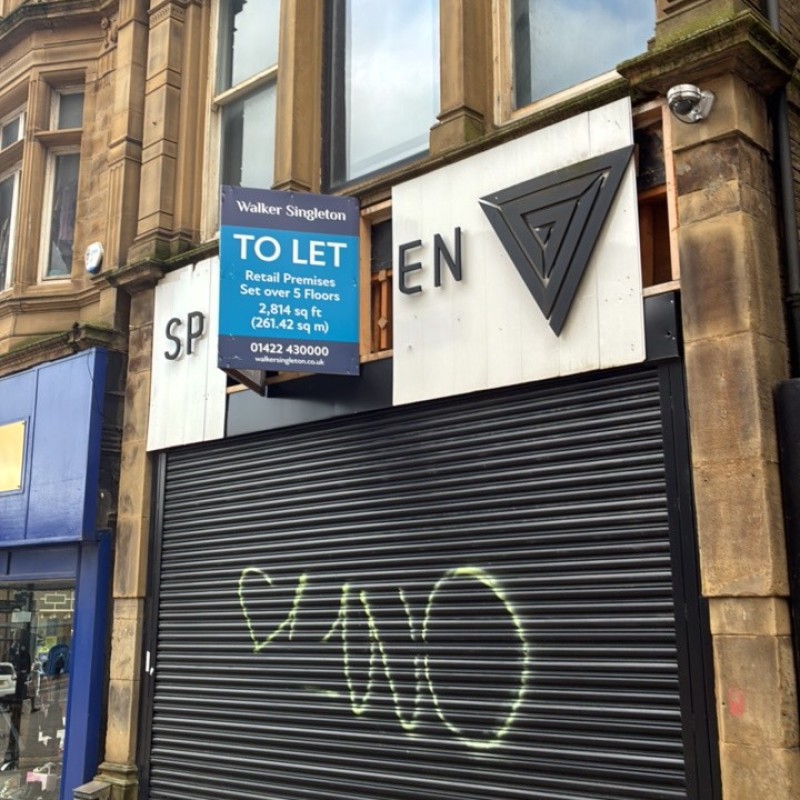 Walker Singleton
TO LET
Retail Premises
Set over 5 Floors
2,814 sq ft
(261.42 sq m)
01422 430000
walkersingleton.co.uk
SP EN